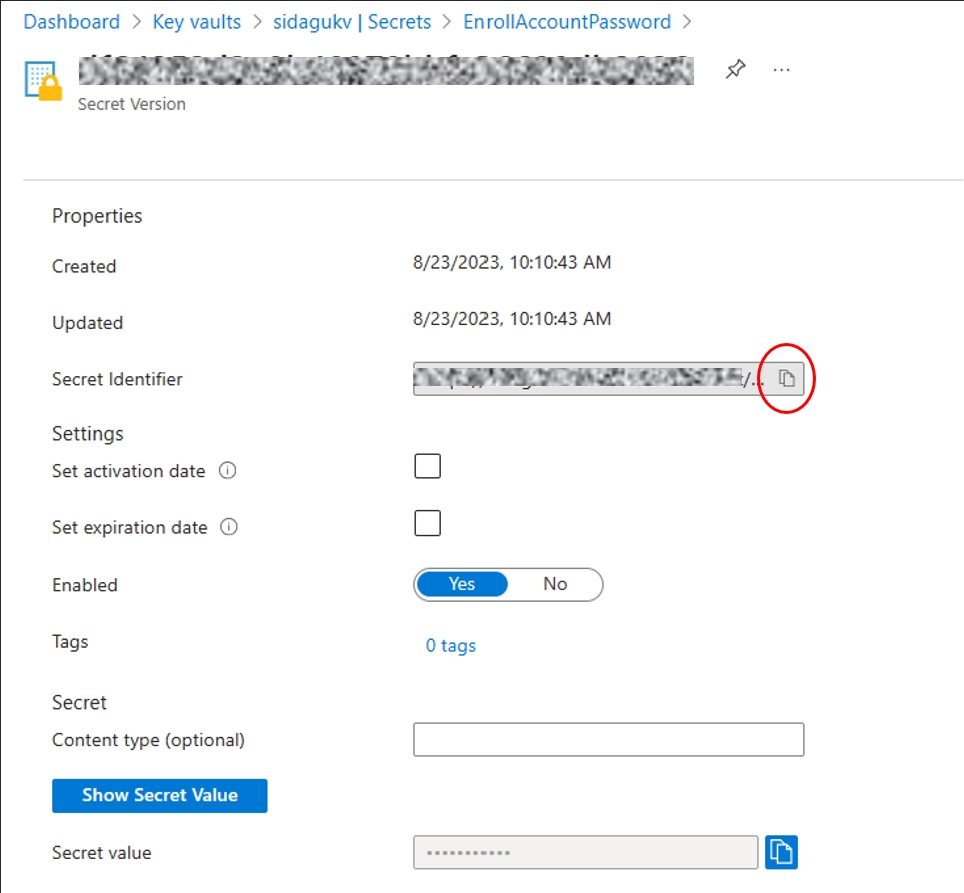 Dashboard > Key vaults > sidagukv | Secrets > EnrollAccountPassword >
...
Secret Version
Properties
Created 8/23/2023, 10:10:43 AM
Updated 8/23/2023, 10:10:43 AM
Secret Identifier
Settings
Set activation date
Set expiration date
Enabled Yes No
Tags 0 tags
Secret
Content type (optional)
Show Secret Value
Secret value ···········